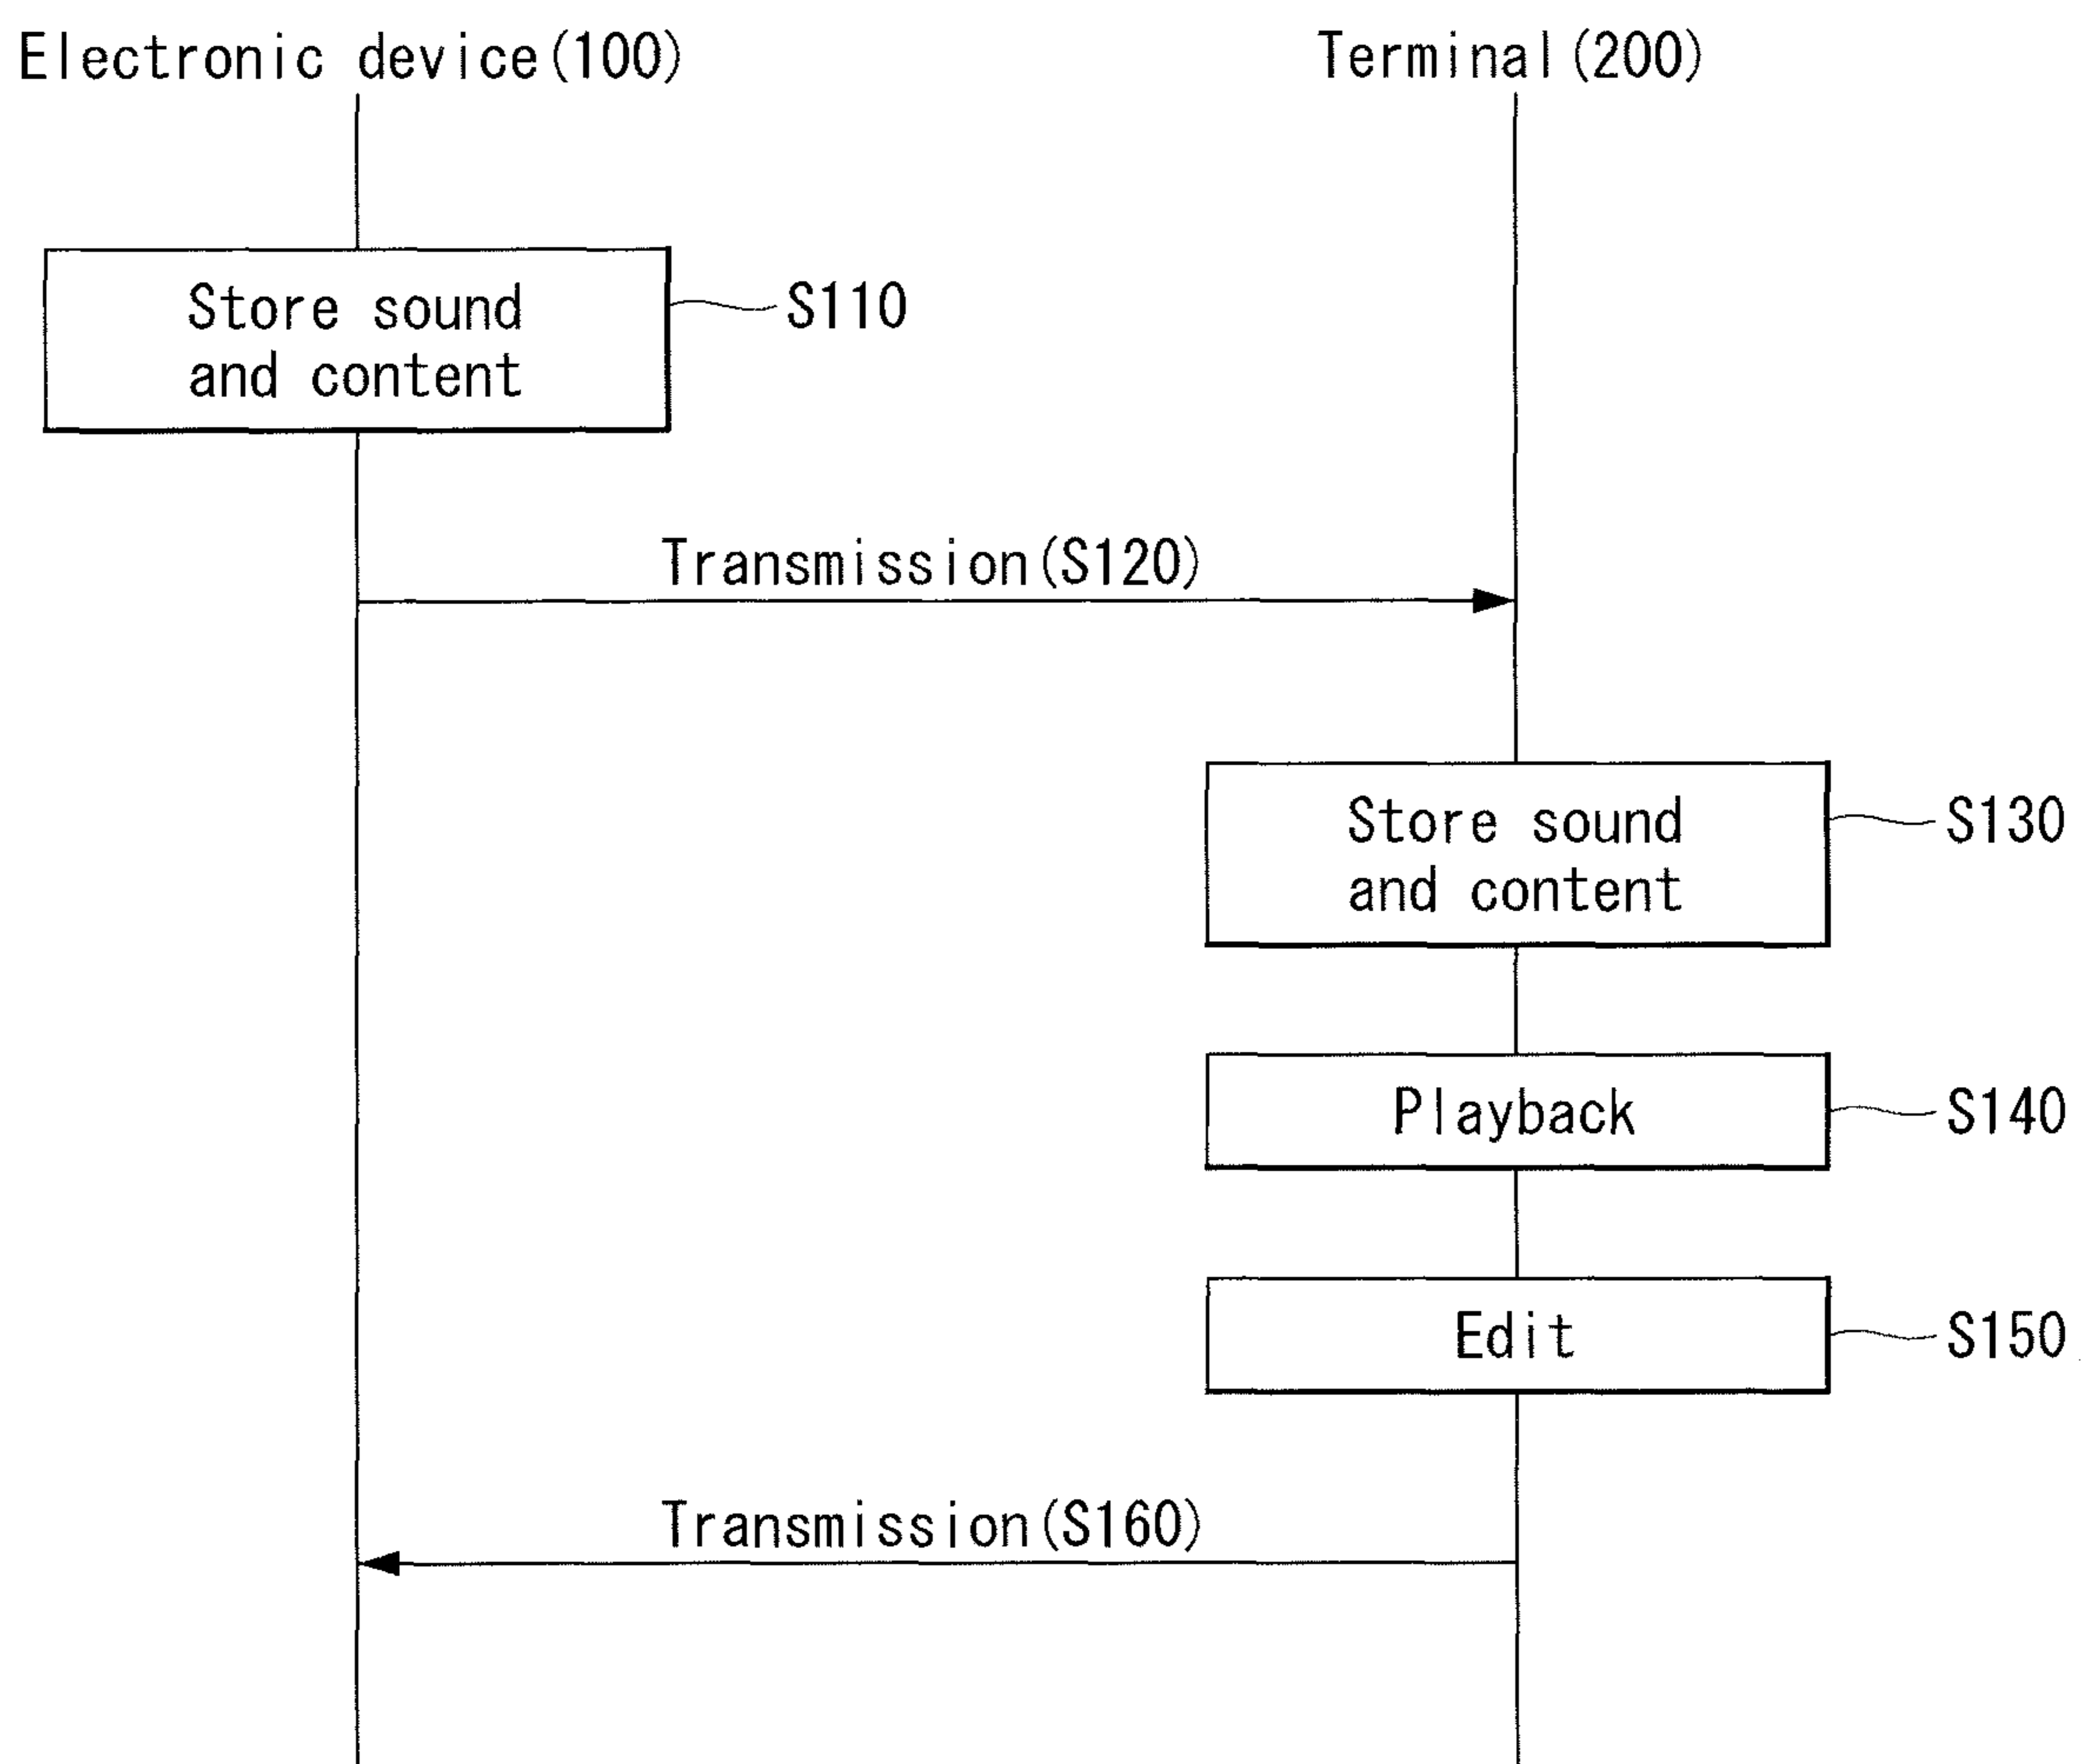 Electronic device(100)
Terminal(200)
Store sound
and content
S110
Transmission(S120)
Store sound
and content
S130
Playback
S140
Edit
S150
Transmission(S160)